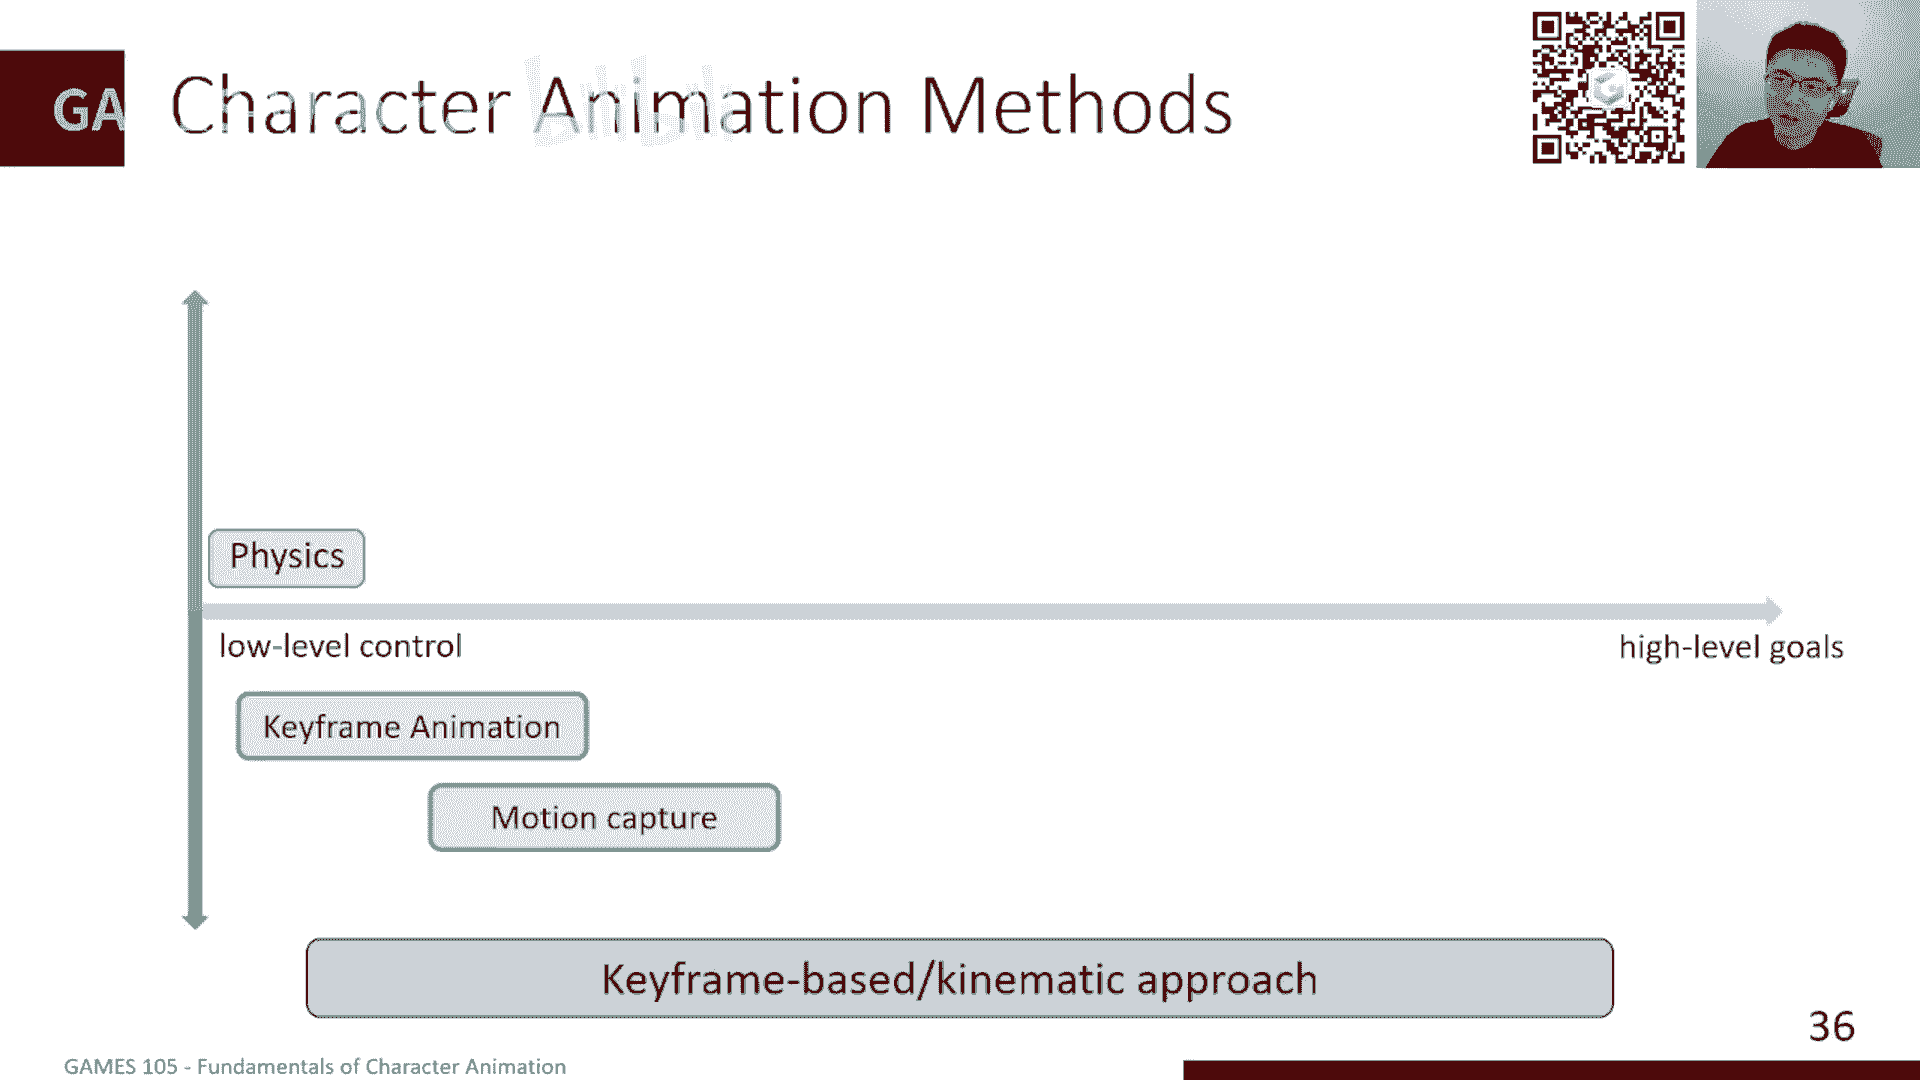 GA
Character Animation Methods
bilibili
Physics
low-level control
high-level goals
Keyframe Animation
Motion capture
Keyframe-based/kinematic approach
36
GAMES 105 - Fundamentals of Character Animation